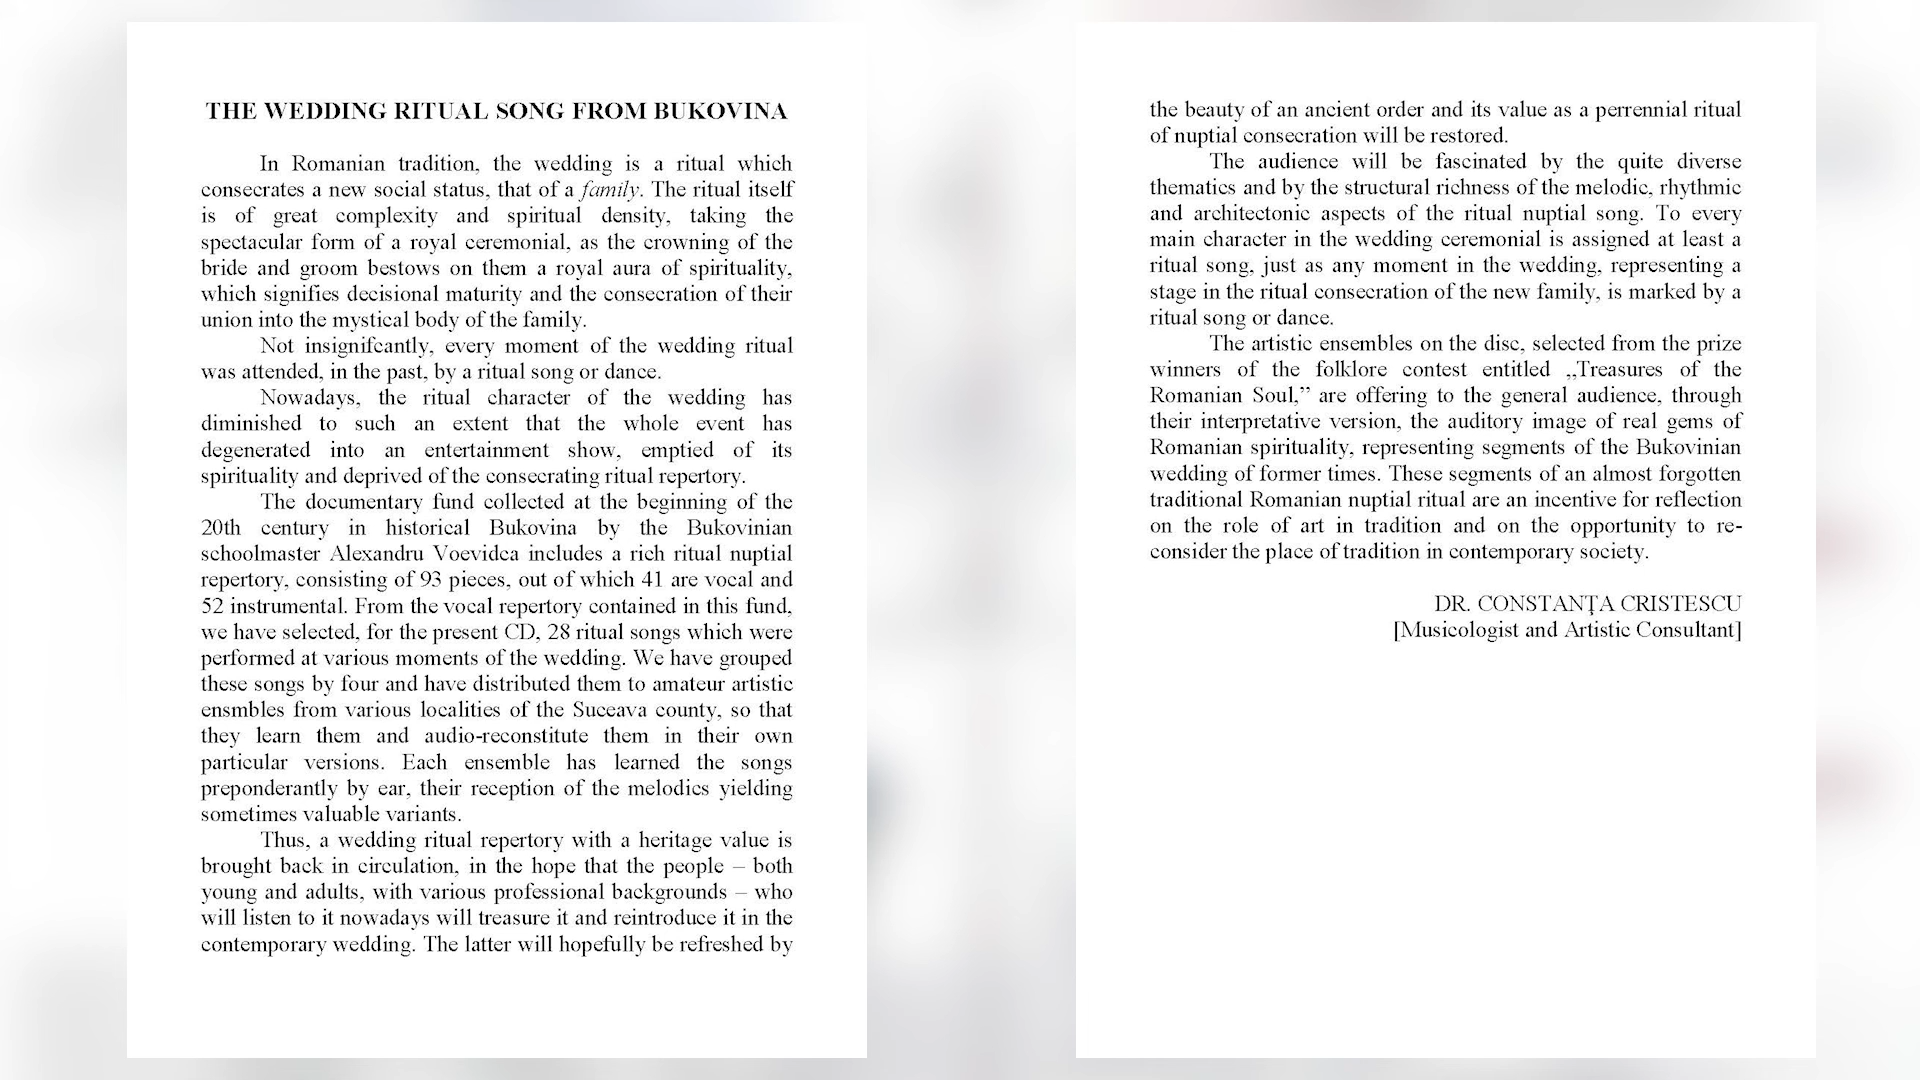 THE WEDDING RITUAL SONG FROM BUKOVINA
In Romanian tradition, the wedding is a ritual which
consecrates a new social status, that of a family. The ritual itself
is of great complexity and spiritual density, taking the
spectacular form of a royal ceremonial, as the crowning of the
bride and groom bestows on them a royal aura of spirituality,
which signifies decisional maturity and the consecration of their
union into the mystical body of the family.
Not insignifcantly, every moment of the wedding ritual
was attended, in the past, by a ritual song or dance.
Nowadays, the ritual character of the wedding has
diminished to such an extent that the whole event has
degenerated into an entertainment show, emptied of its
spirituality and deprived of the consecrating ritual repertory.
The documentary fund collected at the beginning of the
20th century in historical Bukovina by the Bukovinian
schoolmaster Alexandru Voevidca includes a rich ritual nuptial
repertory, consisting of 93 pieces, out of which 41 are vocal and
52 instrumental. From the vocal repertory contained in this fund,
we have selected, for the present CD, 28 ritual songs which were
performed at various moments of the wedding. We have grouped
these songs by four and have distributed them to amateur artistic
ensmbles from various localities of the Suceava county, so that
they learn them and audio-reconstitute them in their own
particular versions. Each ensemble has learned the songs
preponderantly by ear, their reception of the melodics yielding
sometimes valuable variants.
Thus, a wedding ritual repertory with a heritage value is
brought back in circulation, in the hope that the people – both
young and adults, with various professional backgrounds – who
will listen to it nowadays will treasure it and reintroduce it in the
contemporary wedding. The latter will hopefully be refreshed by
the beauty of an ancient order and its value as a perrennial ritual
of nuptial consecration will be restored.
The audience will be fascinated by the quite diverse
thematics and by the structural richness of the melodic, rhythmic
and architectonic aspects of the ritual nuptial song. To every
main character in the wedding ceremonial is assigned at least a
ritual song, just as any moment in the wedding, representing a
stage in the ritual consecration of the new family, is marked by a
ritual song or dance.
The artistic ensembles on the disc, selected from the prize
winners of the folklore contest entitled „Treasures of the
Romanian Soul,” are offering to the general audience, through
their interpretative version, the auditory image of real gems of
Romanian spirituality, representing segments of the Bukovinian
wedding of former times. These segments of an almost forgotten
traditional Romanian nuptial ritual are an incentive for reflection
on the role of art in tradition and on the opportunity to re-
consider the place of tradition in contemporary society.
DR. CONSTANŢA CRISTESCU
[Musicologist and Artistic Consultant]